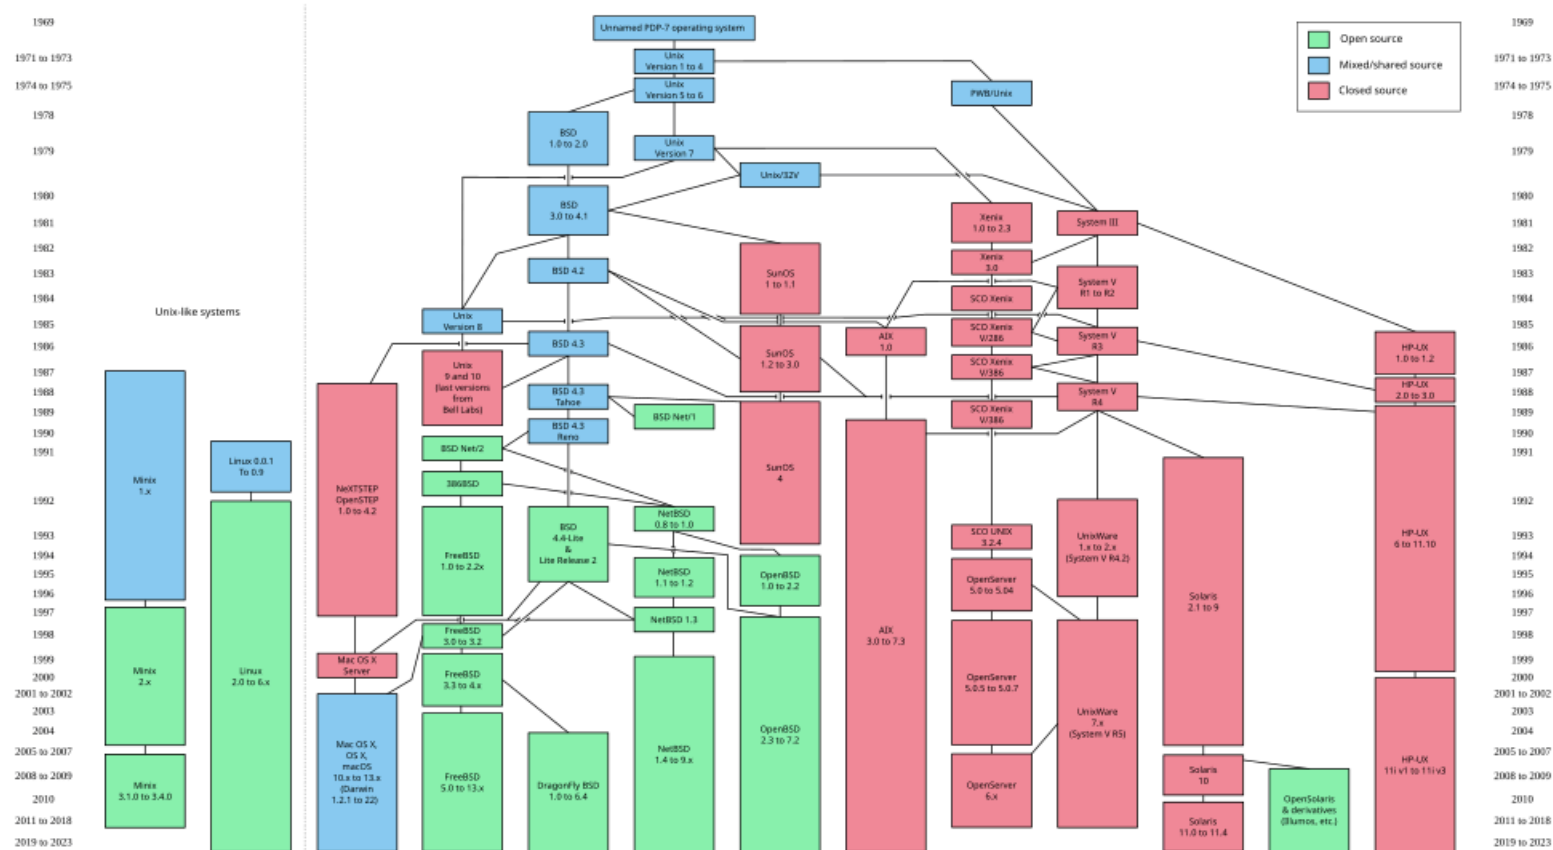 1969
Unnamed PDP-7 operating system
1969
Open source
Mixed/shared source
Closed source
1971 to 1973
Unix
Version 1 to 4
1971 to 1973
1974 to 1975
Unix
Version 5 to 6
PWB/Unix
1974 to 1975
1978
BSD
1.0 to 2.0
1978
1979
Unix
Version 7
1979
Unix/32V
1980
BSD
3.0 to 4.1
1980
Xenix
1.0 to 2.3
System III
1981
1981
1982
1982
Xenix
3.0
1983
BSD 4.2
SunOS
1 to 1.1
System V
R1 to R2
1983
1984
SCO Xenix
1984
Unix-like systems
Unix
Version 8
1985
1985
SCO Xenix
V/286
AIX
1.0
System V
R3
HP-UX
1.0 to 1.2
1986
BSD 4.3
SunOS
1.2 to 3.0
1986
Unix
9 and 10
(last versions
from
Bell Labs)
SCO Xenix
V/386
1987
1987
1988
BSD 4.3
Tahoe
System V
R4
HP-UX
2.0 to 3.0
1988
1989
BSD Net/1
SCO Xenix
V/386
1989
1990
BSD 4.3
Reno
1990
1991
BSD Net/2
1991
Minix
1.x
Linux 0.0.1
To 0.9
NeXTSTEP
OpenSTEP
1.0 to 4.2
386BSD
SunOS
4
1992
1992
NetBSD
0.8 to 1.0
1993
BSD
4.4-Lite
&
Lite Release 2
SCO UNIX
3.2.4
UnixWare
1.x to 2.x
(System V R4.2)
HP-UX
6 to 11.10
1993
1994
FreeBSD
1.0 to 2.2x
1994
1995
NetBSD
1.1 to 1.2
OpenBSD
1.0 to 2.2
OpenServer
5.0 to 5.04
1995
1996
Solaris
2.1 to 9
1996
1997
NetBSD 1.3
1997
1998
FreeBSD
3.0 to 3.2
AIX
3.0 to 7.3
1998
1999
Mac OS X
Server
1999
2000
Minix
2.x
Linux
2.0 to 6.x
FreeBSD
3.3 to 4.x
OpenServer
5.0.5 to 5.0.7
2000
2001 to 2002
2001 to 2002
2003
UnixWare
7.x
(System V R5)
2003
2004
OpenBSD
2.3 to 7.2
2004
2005 to 2007
Mac OS X,
OS X,
macOS
10.x to 13.x
(Darwin
1.2.1 to 22)
NetBSD
1.4 to 9.x
2005 to 2007
2008 to 2009
Minix
3.1.0 to 3.4.0
FreeBSD
5.0 to 13.x
DragonFly BSD
1.0 to 6.4
OpenServer
6.x
Solaris
10
HP-UX
11i v1 to 11i v3
2008 to 2009
2010
OpenSolaris
& derivatives
(Illumos, etc.)
2010
2011 to 2018
Solaris
11.0 to 11.4
2011 to 2018
2019 to 2023
2019 to 2023